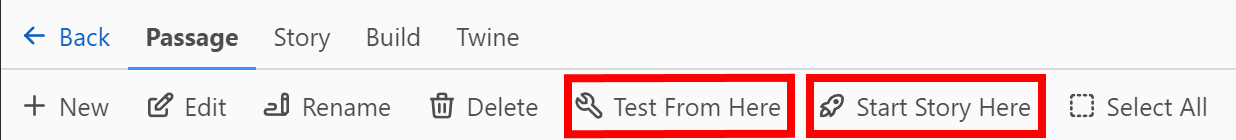 Back Passage Story Build Twine
New Edit Rename Delete Test From Here Start Story Here Select All